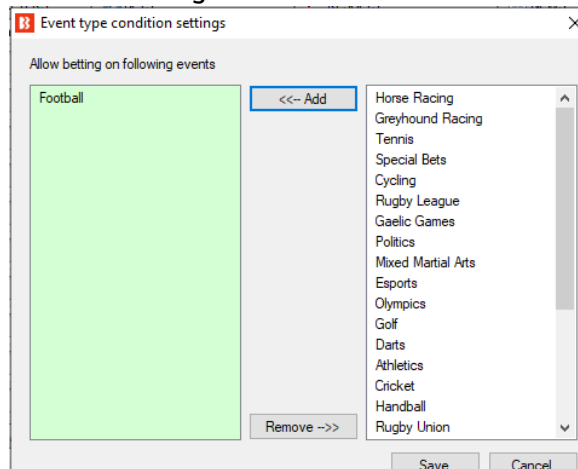 Event type condition settings
Allow betting on following events
Football
<<-- Add
Horse Racing
Greyhound Racing
Tennis
Special Bets
Cycling
Rugby League
Gaelic Games
Politics
Mixed Martial Arts
Esports
Olympics
Golf
Darts
Athletics
Cricket
Handball
Rugby Union
Remove -->>
Save
Cancel